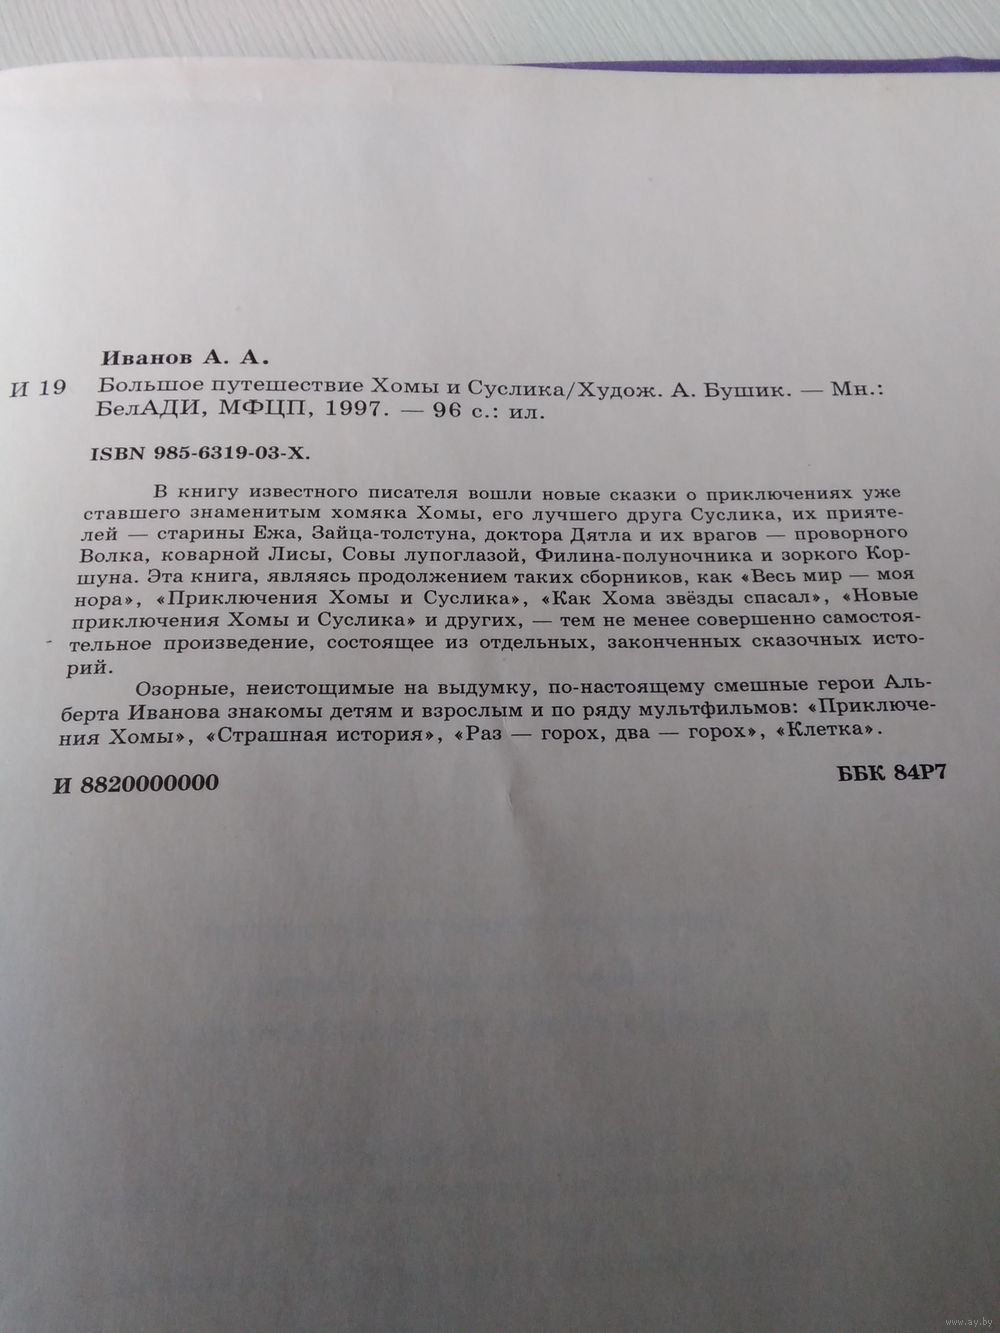 Иванов А. А.
И 19 Большое путешествие Хомы и Суслика/Худож. А. Бушик. — Мн.:
БелАДИ, МФЦП, 1997. — 96 с.: ил.
ISBN 985-6319-03-X.
В книгу известного писателя вошли новые сказки о приключениях уже
ставшего знаменитым хомяка Хомы, его лучшего друга Суслика, их прияте-
лей — старины Ежа, Зайца-толстуна, доктора Дятла и их врагов — проворного
Волка, коварной Лисы, Совы лупоглазой, Филина-полуночника и зоркого Кор-
шуна. Эта книга, являясь продолжением таких сборников, как «Весь мир — моя
нора», «Приключения Хомы и Суслика», «Как Хома звёзды спасал», «Новые
приключения Хомы и Суслика» и других, — тем не менее совершенно самостоя-
тельное произведение, состоящее из отдельных, законченных сказочных исто-
рий.
Озорные, неистощимые на выдумку, по-настоящему смешные герои Аль-
берта Иванова знакомы детям и взрослым и по ряду мультфильмов: «Приключе-
ния Хомы», «Страшная история», «Раз — горох, два — горох», «Клетка».
И 8820000000
ББК 84Р7
www.ay.by